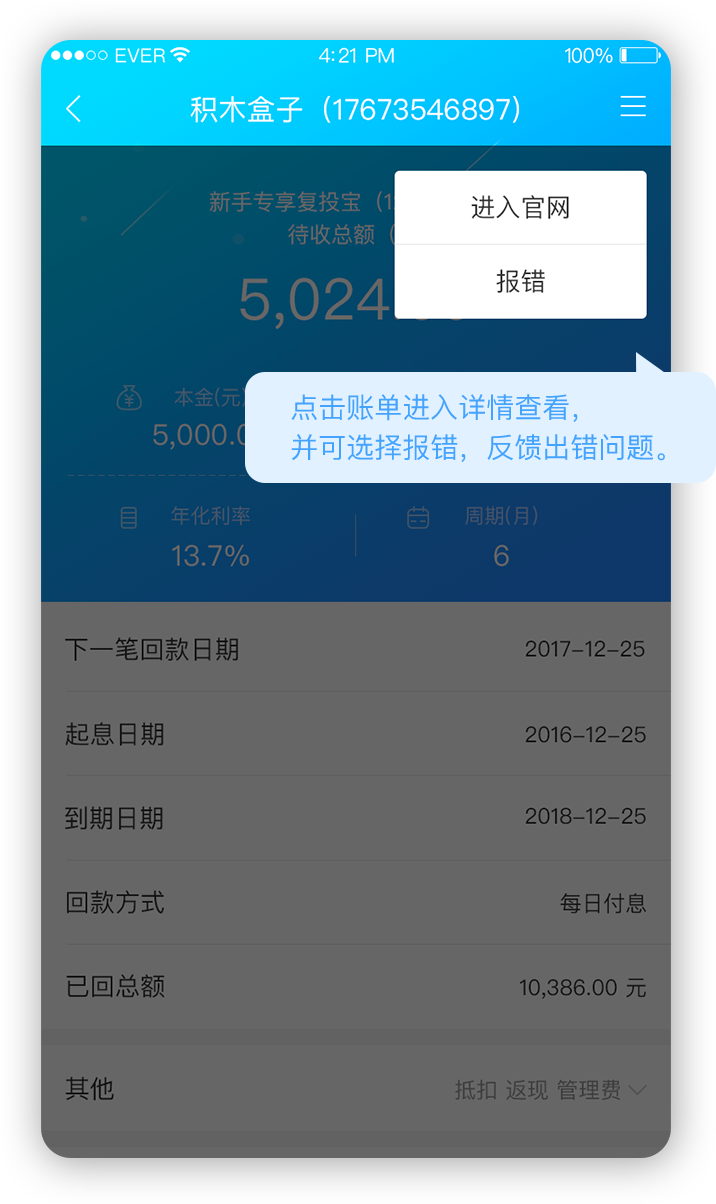 EVER 4:21 PM 100%
积木盒子（17673546897）
新手专享复投宝（1
待收总额（
5,024.
进入官网
报错
本金(元)
5,000.0
点击账单进入详情查看，
并可选择报错，反馈出错问题。
年化利率 周期(月)
13.7% 6
下一笔回款日期 2017-12-25
起息日期 2016-12-25
到期日期 2018-12-25
回款方式 每日付息
已回总额 10,386.00 元
其他 抵扣 返现 管理费